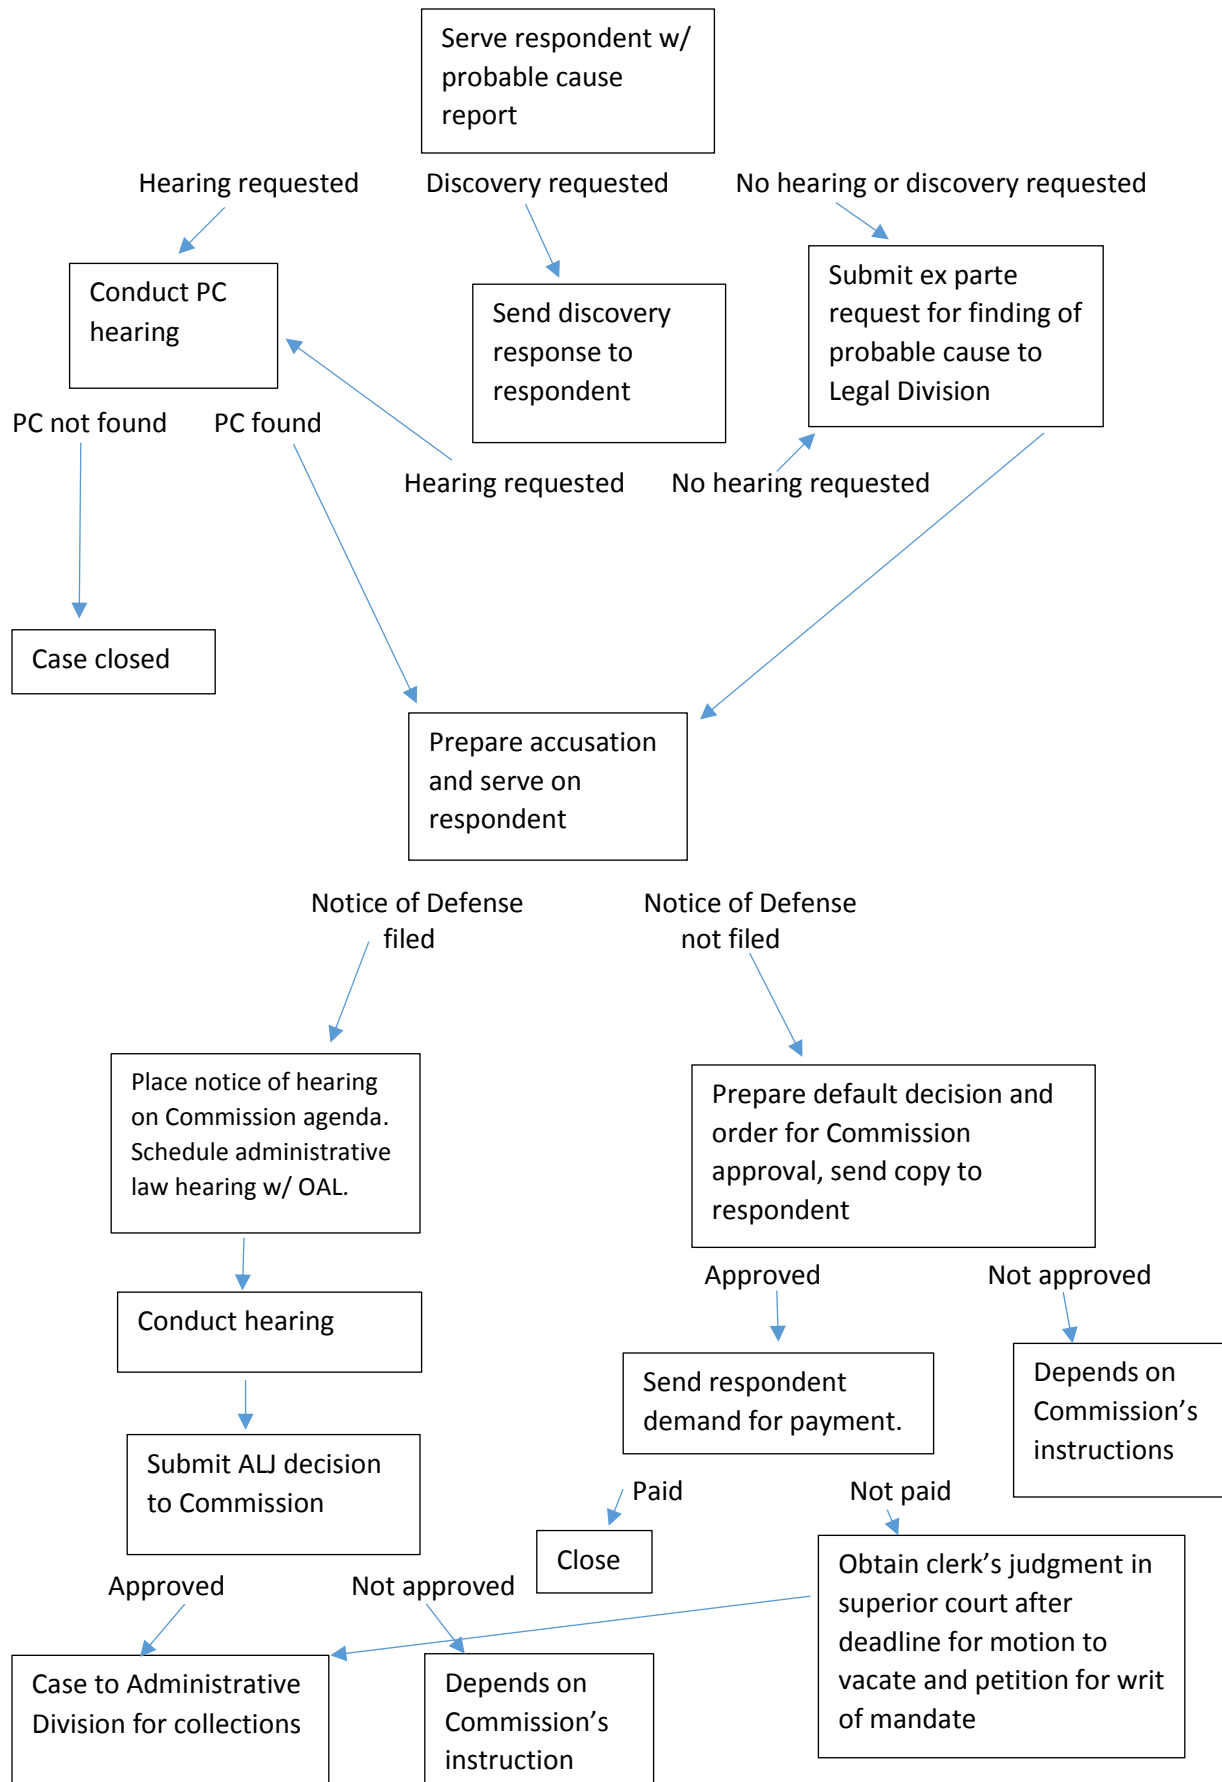 Serve respondent w/
probable cause
report
Hearing requested
Discovery requested
No hearing or discovery requested
Conduct PC
hearing
Send discovery
response to
respondent
Submit ex parte
request for finding of
probable cause to
Legal Division
PC not found
PC found
Hearing requested
No hearing requested
Case closed
Prepare accusation
and serve on
respondent
Notice of Defense
filed
Notice of Defense
not filed
Place notice of hearing
on Commission agenda.
Schedule administrative
law hearing w/ OAL.
Prepare default decision and
order for Commission
approval, send copy to
respondent
Conduct hearing
Approved
Not approved
Send respondent
demand for payment.
Depends on
Commission’s
instructions
Submit ALJ decision
to Commission
Paid
Not paid
Close
Obtain clerk’s judgment in
superior court after
deadline for motion to
vacate and petition for writ
of mandate
Approved
Not approved
Case to Administrative
Division for collections
Depends on
Commission’s
instruction